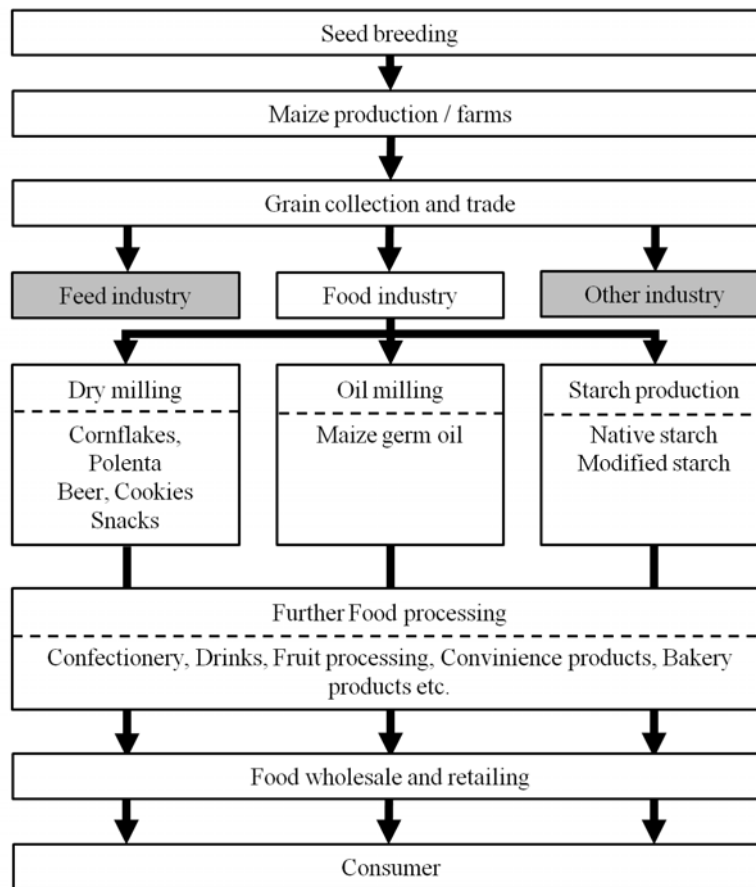 Seed breeding
Maize production / farms
Grain collection and trade
Feed industry
Food industry
Other industry
Dry milling
Cornflakes,
Polenta
Beer, Cookies
Snacks
Oil milling
Maize germ oil
Starch production
Native starch
Modified starch
Further Food processing
Confectionery, Drinks, Fruit processing, Convinience products, Bakery
products etc.
Food wholesale and retailing
Consumer